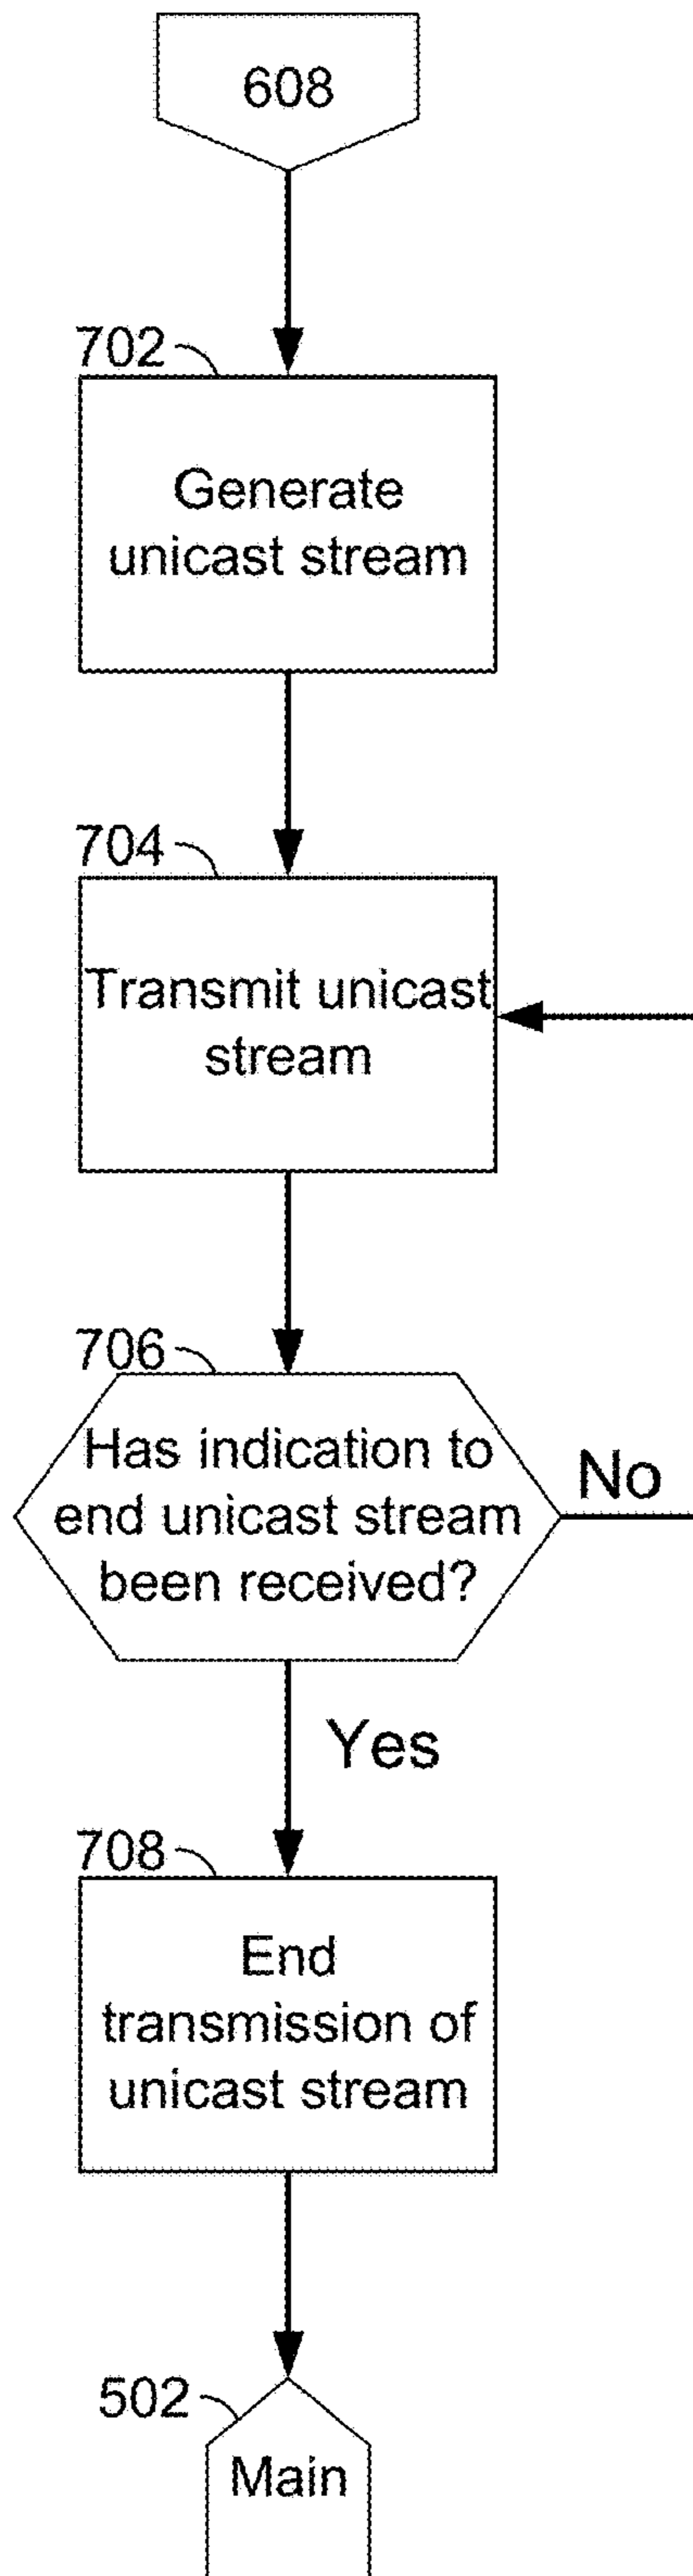 608
702
Generate
unicast stream
704
Transmit unicast
stream
706
Has indication to
end unicast stream
been received?
No
Yes
708
End
transmission of
unicast stream
502
Main